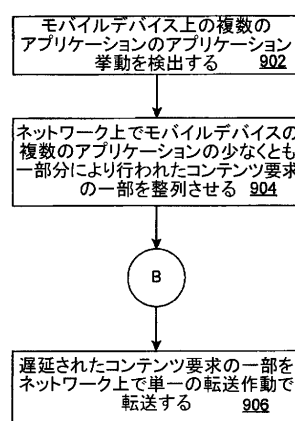 モバイルデバイス上の複数の
アプリケーションのアプリケーション
挙動を検出する 902
ネットワーク上でモバイルデバイスの
複数のアプリケーションの少なくとも
一部分により行われたコンテンツ要求
の一部を整列させる 904
B
遅延されたコンテンツ要求の一部を
ネットワーク上で単一の転送作動で
転送する 906